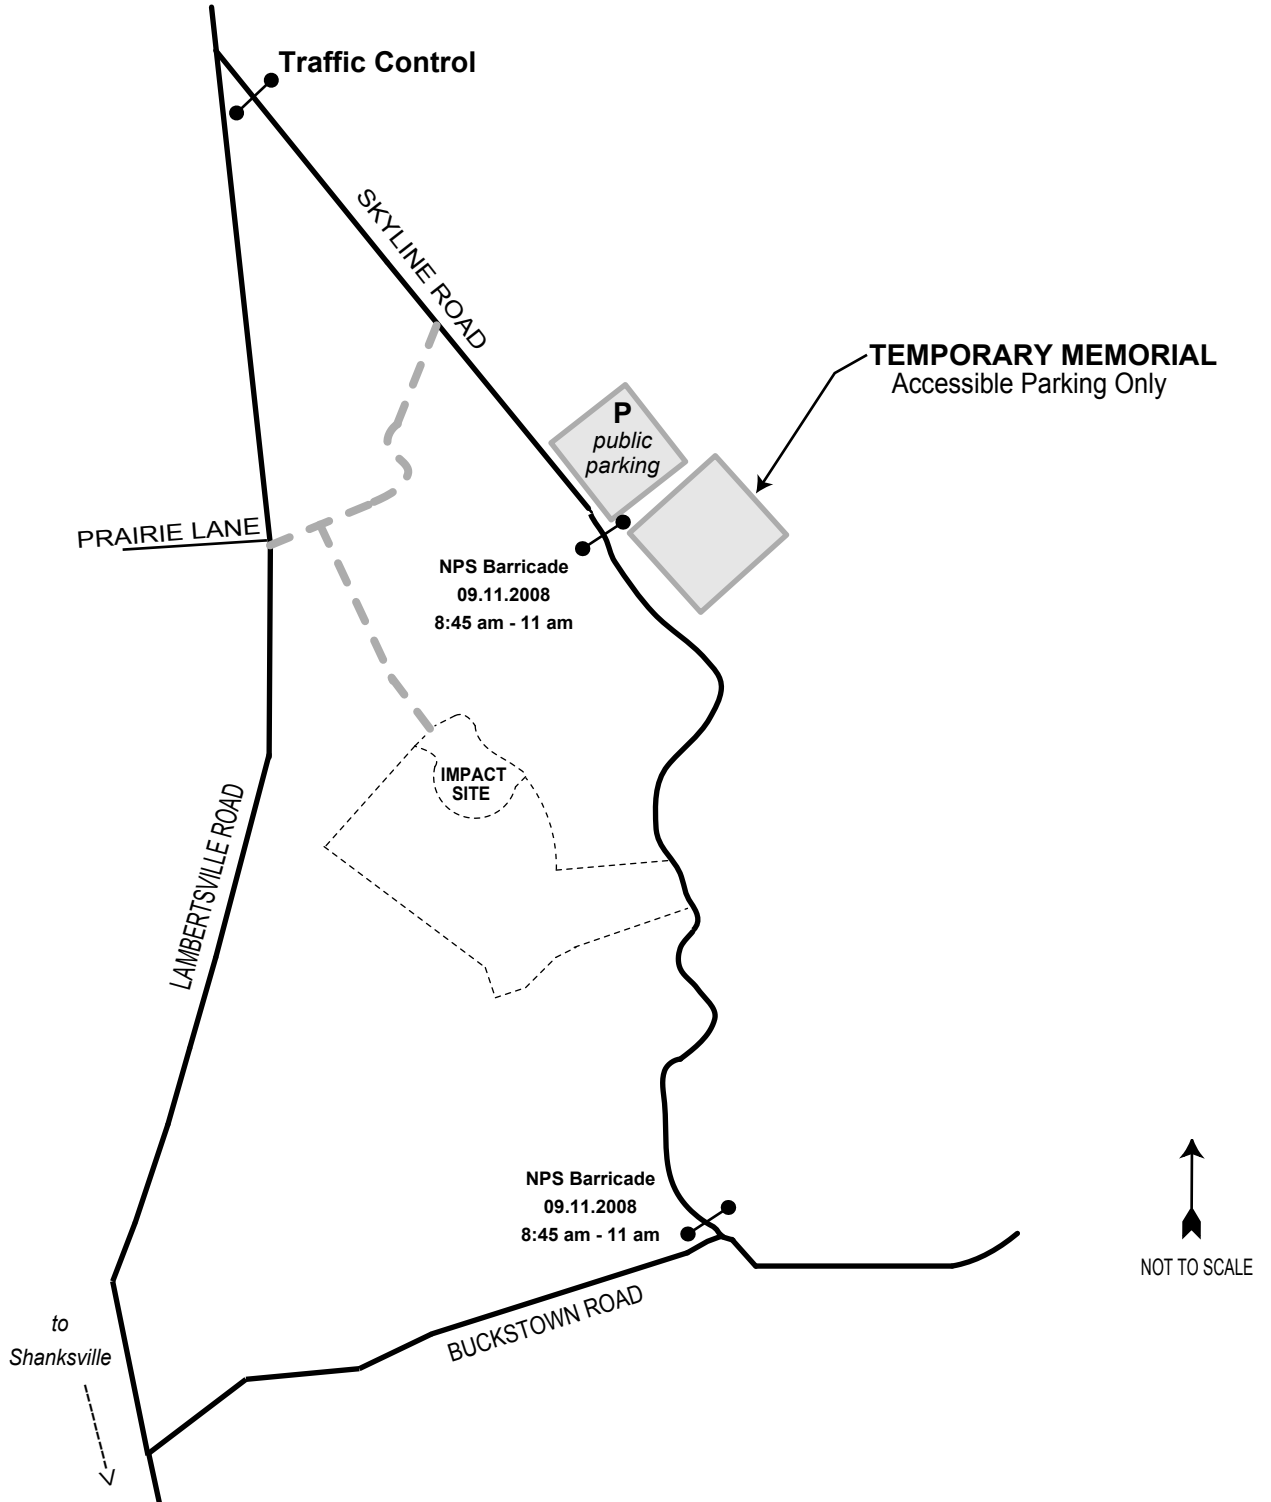 Traffic Control
SKYLINE ROAD
TEMPORARY MEMORIAL
Accessible Parking Only
P
public
parking
PRAIRIE LANE
NPS Barricade
09.11.2008
8:45 am - 11 am
IMPACT
SITE
LAMBERTSVILLE ROAD
NPS Barricade
09.11.2008
8:45 am - 11 am
NOT TO SCALE
BUCKSTOWN ROAD
to
Shanksville